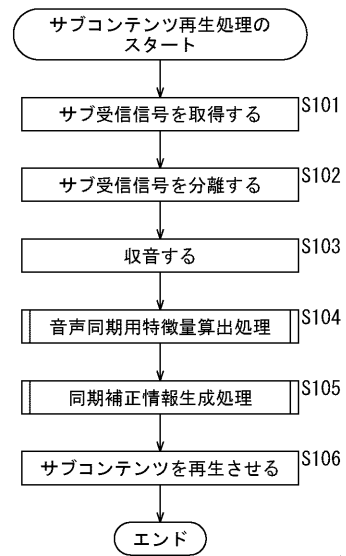 サブコンテンツ再生処理の
スタート
サブ受信信号を取得する
S101
サブ受信信号を分離する
S102
収音する
S103
音声同期用特徴量算出処理
S104
同期補正情報生成処理
S105
サブコンテンツを再生させる
S106
エンド